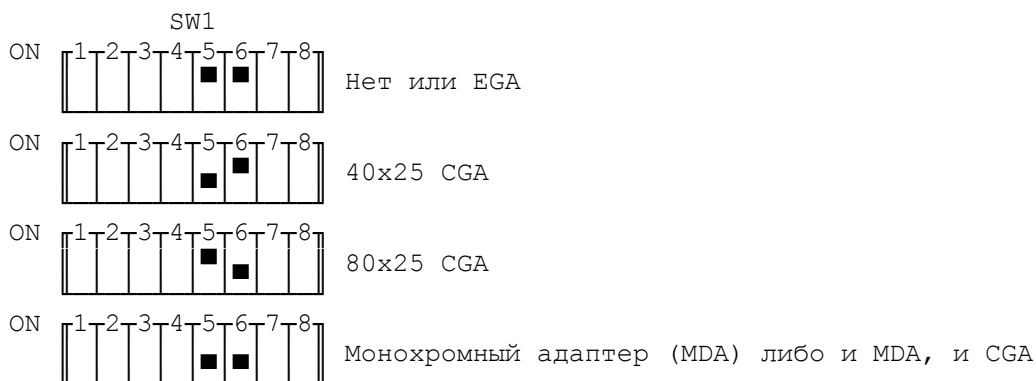 SW1
ON 1 2 3 4 5 6 7 8
Нет или EGA
ON 1 2 3 4 5 6 7 8
40x25 CGA
ON 1 2 3 4 5 6 7 8
80x25 CGA
ON 1 2 3 4 5 6 7 8
Монохромный адаптер (MDA) либо и MDA, и CGA